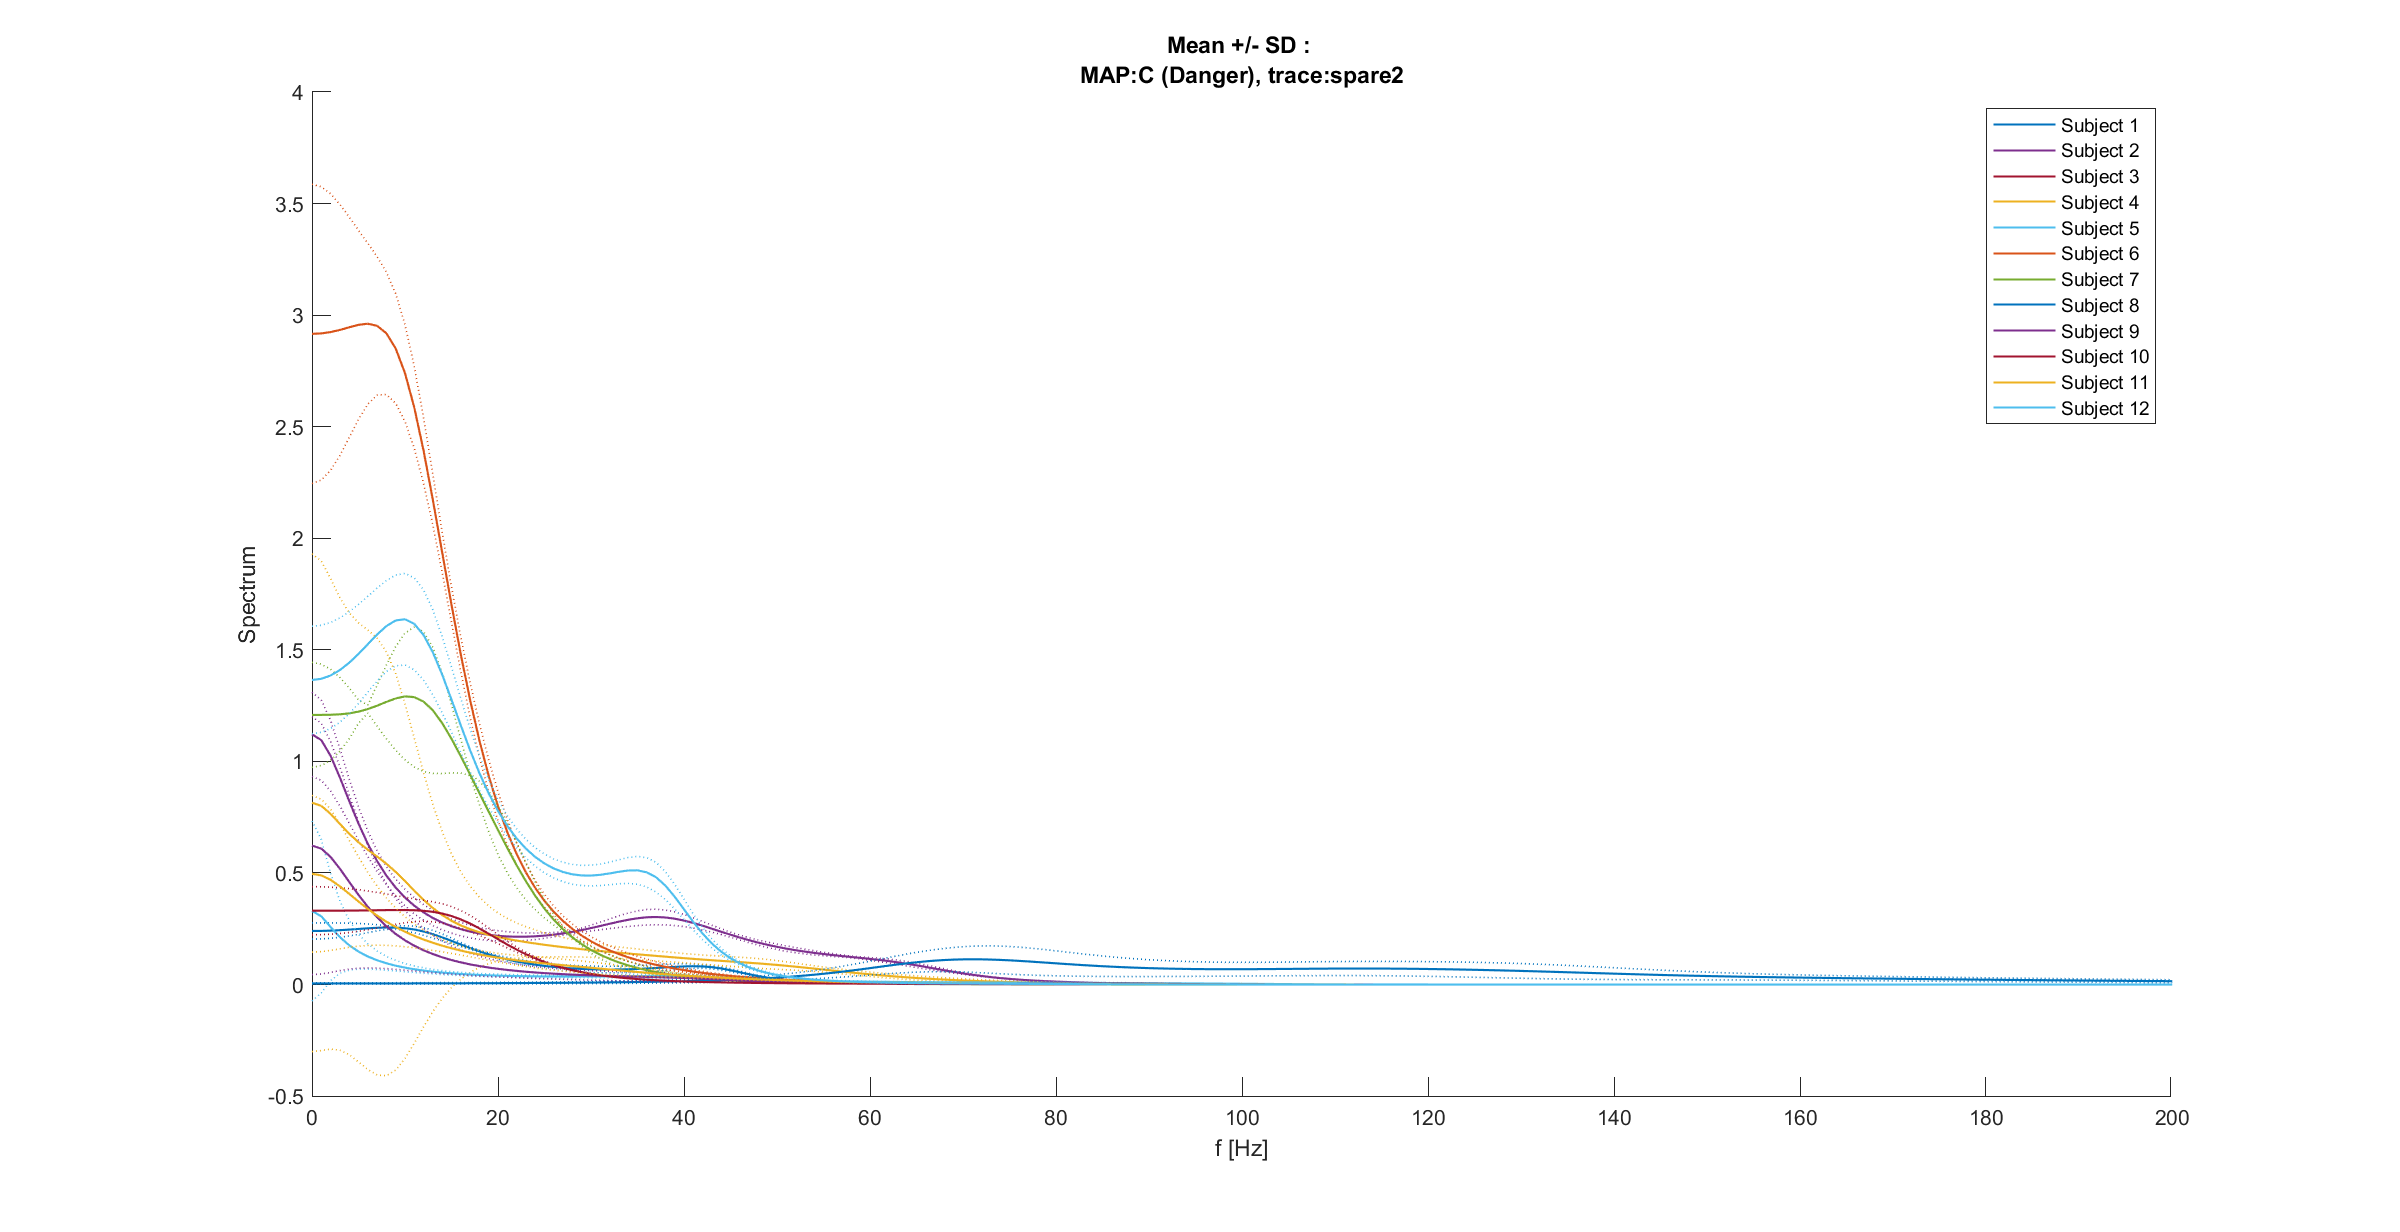 Mean +/- SD :
MAP:C (Danger), trace:spare2
4
3.5
3
2.5
2
1.5
1
0.5
0
-0.5
Spectrum
0 20 40 60 80 100 120 140 160 180 200
f [Hz]
Subject 1
Subject 2
Subject 3
Subject 4
Subject 5
Subject 6
Subject 7
Subject 8
Subject 9
Subject 10
Subject 11
Subject 12